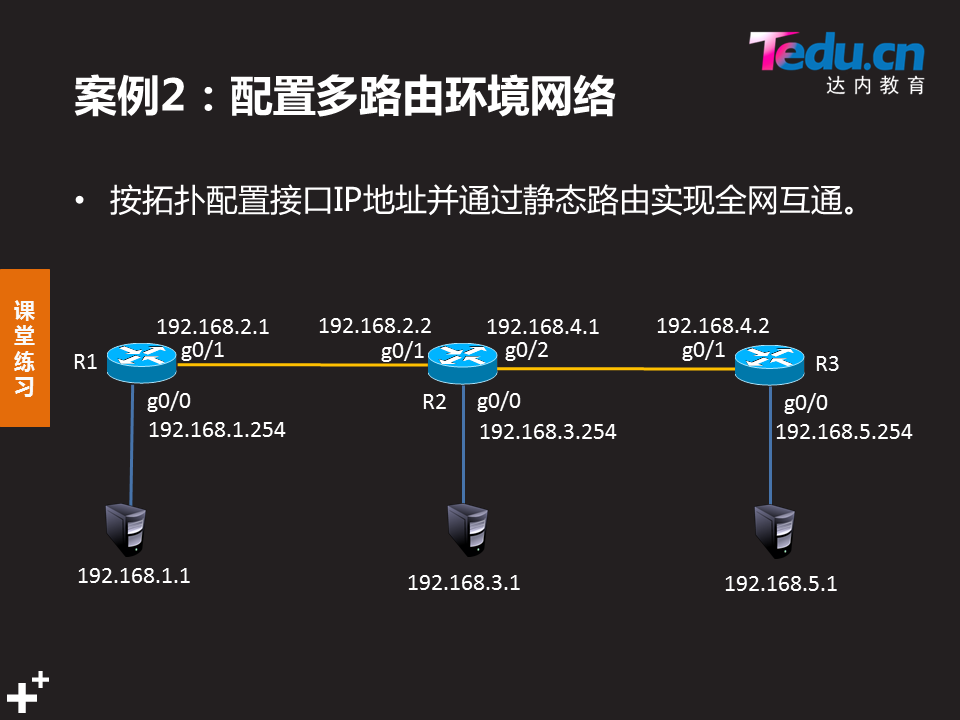 Tedu.cn
达内教育
案例2：配置多路由环境网络
• 按拓扑配置接口IP地址并通过静态路由实现全网互通。
课堂练习
192.168.2.1
192.168.2.2
192.168.4.1
192.168.4.2
R1
g0/1
g0/1
g0/2
g0/1
R3
g0/0
R2
g0/0
g0/0
192.168.1.254
192.168.3.254
192.168.5.254
192.168.1.1
192.168.3.1
192.168.5.1